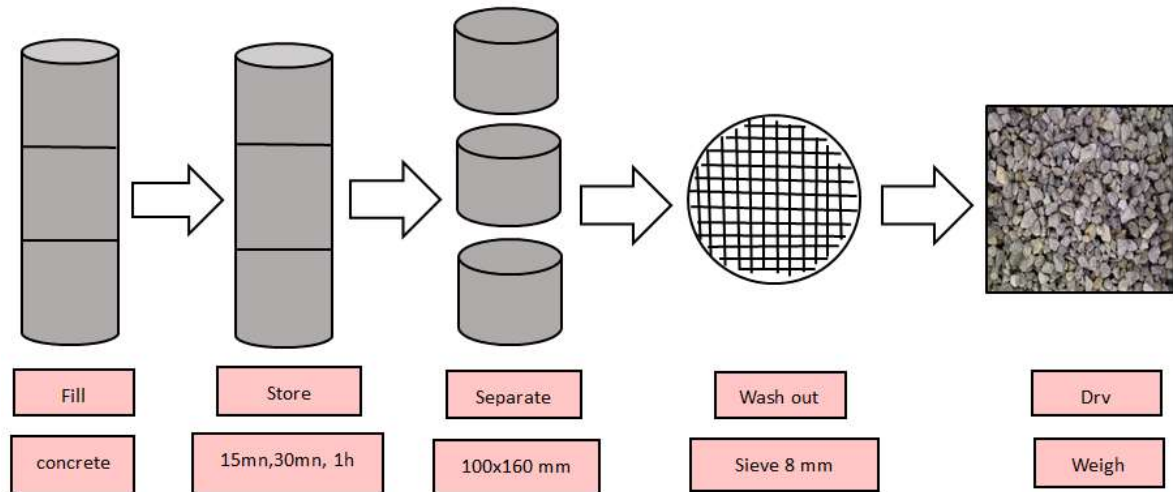 Fill
Store
Separate
Wash out
Drv
concrete
15mn,30mn, 1h
100x160 mm
Sieve 8 mm
Weigh